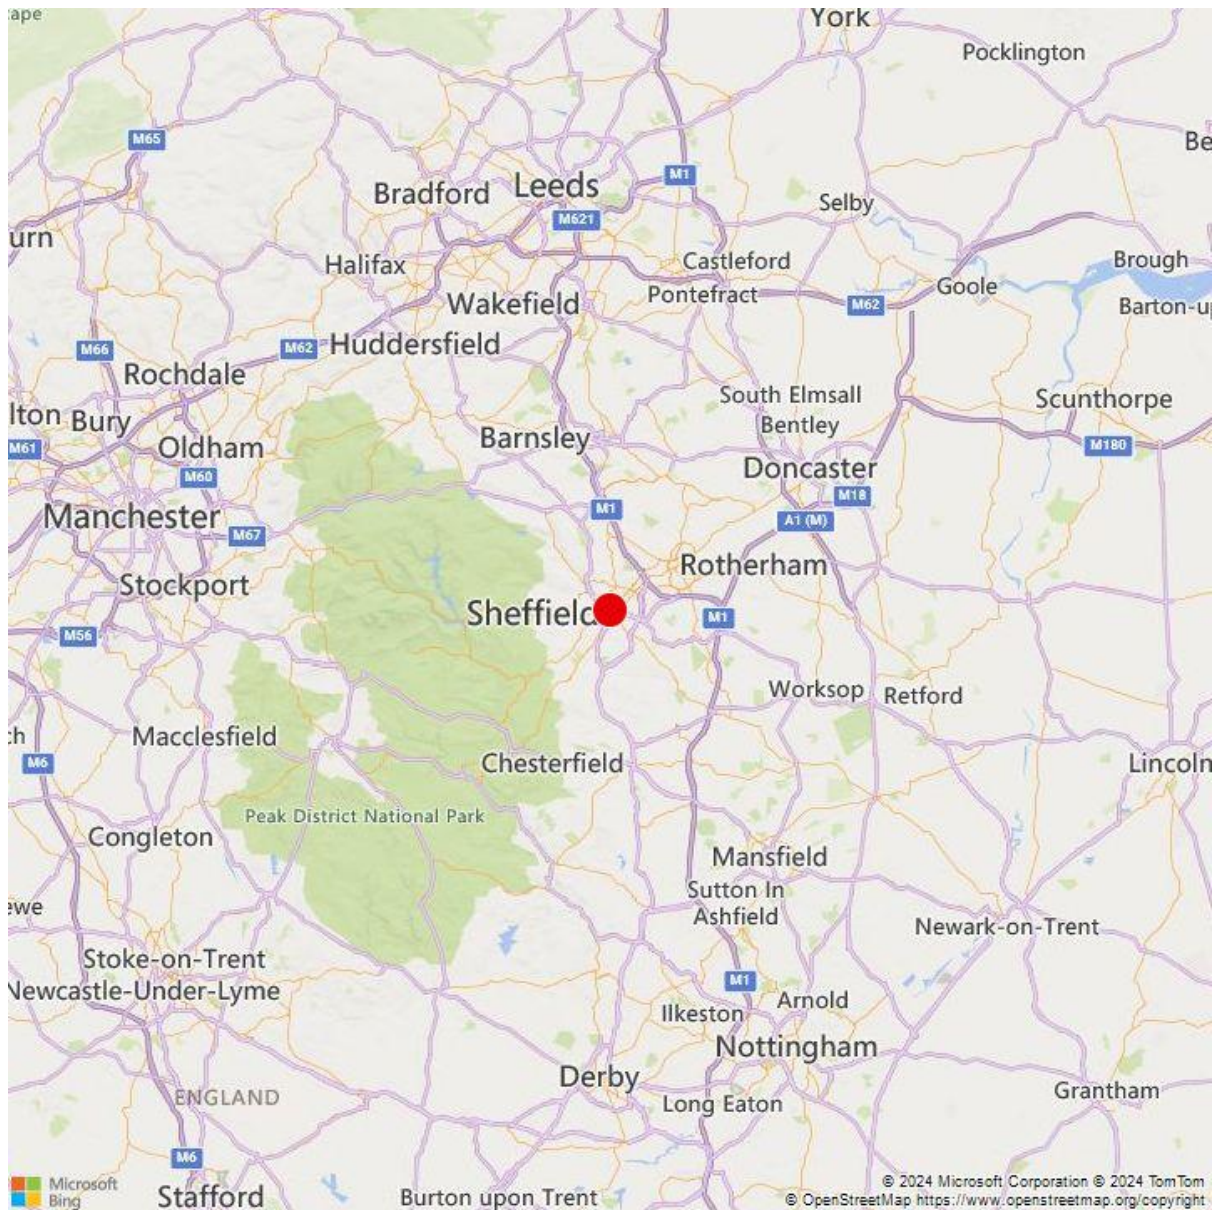 ape
York
Pocklington
M65
Be
M1
Bradford
Leeds
Selby
M621
urn
Halifax
Castleford
Brough
Wakefield
Pontefract
M62
Goole
Barton-up
M66
M62
Huddersfield
Rochdale
South Elmsall
Scunthorpe
lton
Bury
Bentley
M61
Oldham
Barnsley
M180
M60
Doncaster
M18
Manchester
M67
M1
A1 (M)
Stockport
Rotherham
M56
Sheffield
M1
Worksop
Retford
ch
Macclesfield
M6
Chesterfield
Lincoln
Peak District National Park
Congleton
Mansfield
Sutton In
Ashfield
ewe
Newark-on-Trent
Stoke-on-Trent
Newcastle-Under-Lyme
M1
Arnold
Ilkeston
Nottingham
Derby
ENGLAND
Long Eaton
Grantham
M6
Microsoft
Bing
Stafford
Burton upon Trent
© 2024 Microsoft Corporation © 2024 TomTom
© OpenStreetMap https://www.openstreetmap.org/copyright